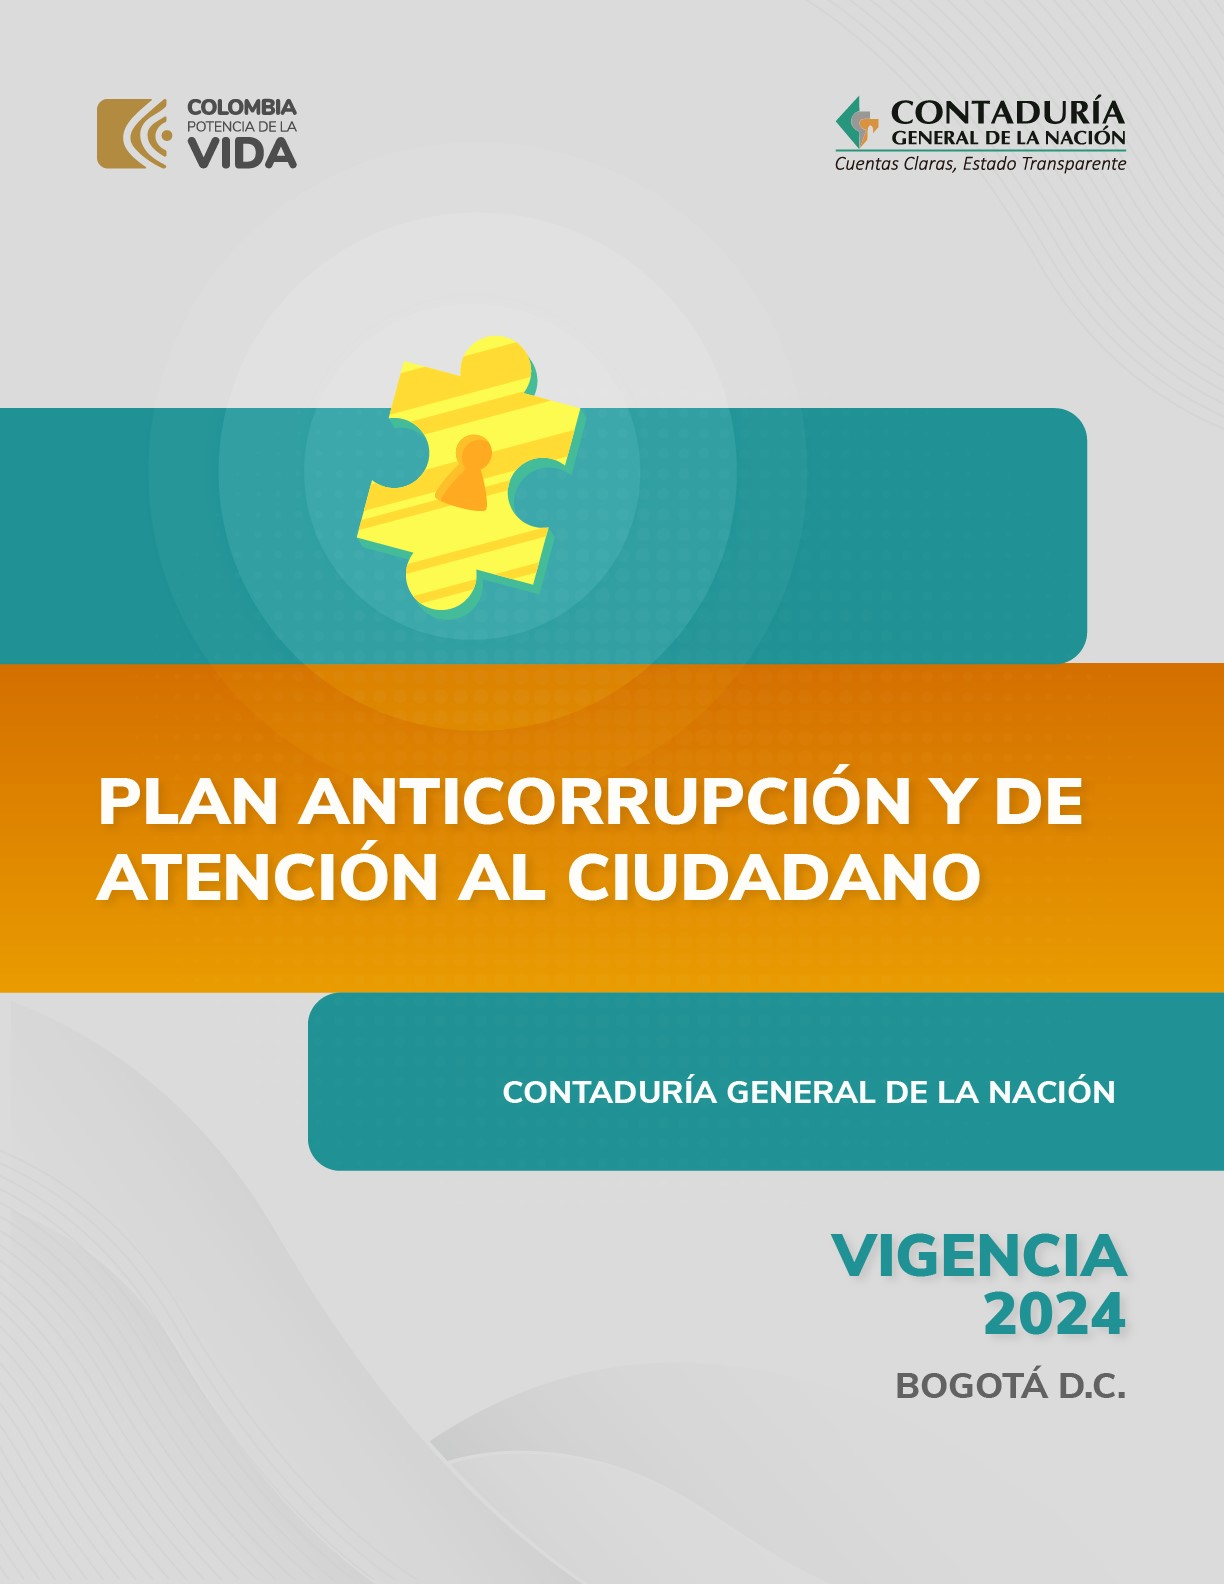 COLOMBIA
POTENCIA DE LA
VIDA
CONTADURÍA
GENERAL DE LA NACIÓN
Cuentas Claras, Estado Transparente
PLAN ANTICORRUPCIÓN Y DE
ATENCIÓN AL CIUDADANO
CONTADURÍA GENERAL DE LA NACIÓN
VIGENCIA
2024
BOGOTÁ D.C.